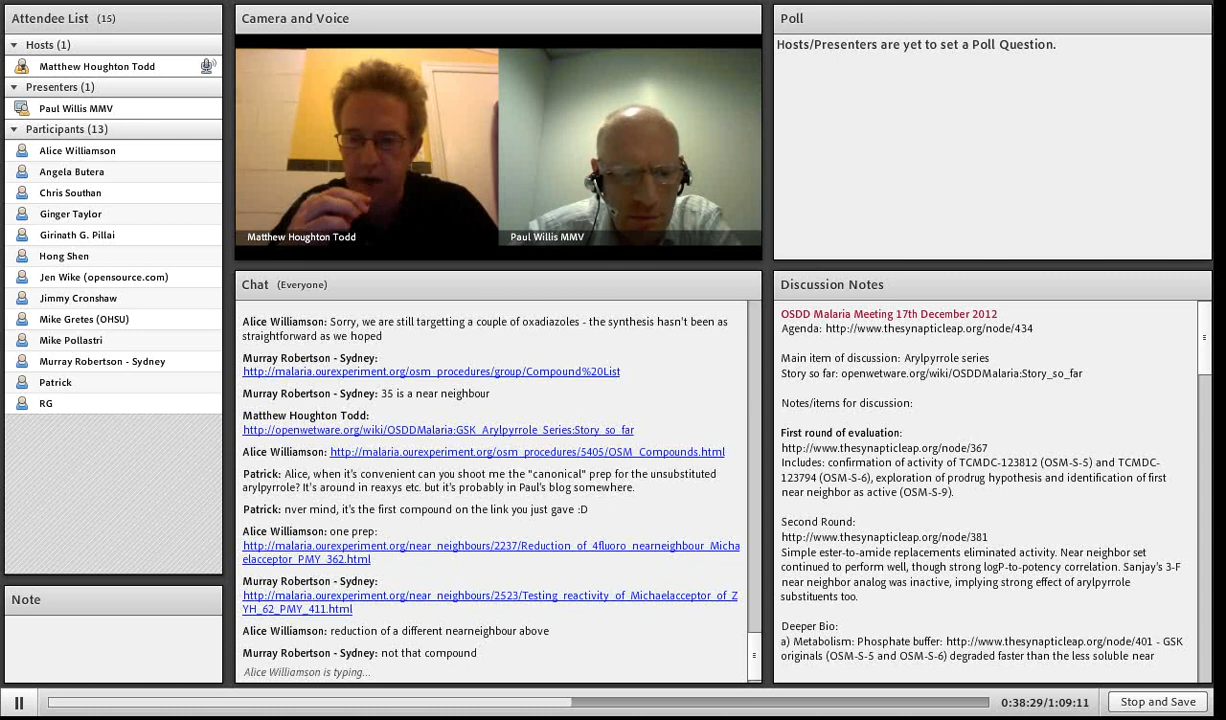 Attendee List (15)
Hosts (1)
Matthew Houghton Todd
Presenters (1)
Paul Willis MMV
Participants (13)
Alice Williamson
Angela Butera
Chris Southan
Ginger Taylor
Girinath G. Pillai
Hong Shen
Jen Wike (opensource.com)
Jimmy Cronshaw
Mike Gretes (OHSU)
Mike Pollastri
Murray Robertson - Sydney
Patrick
RG
Note
Camera and Voice
Matthew Houghton Todd
Paul Willis MMV
Chat (Everyone)
Alice Williamson: Sorry, we are still targetting a couple of oxadiazoles - the synthesis hasn't been as
straightforward as we hoped
Murray Robertson - Sydney:
http://malaria.ourexperiment.org/osm_procedures/group/Compound%20List
Murray Robertson - Sydney: 35 is a near neighbour
Matthew Houghton Todd:
http://openwetware.org/wiki/OSDDMalaria:GSK_Arylpyrrole_Series:Story_so_far
Alice Williamson: http://malaria.ourexperiment.org/osm_procedures/5405/OSM_Compounds.html
Patrick: Alice, when it's convenient can you shoot me the "canonical" prep for the unsubstituted
arylpyrrole? It's around in reaxys etc. but it's probably in Paul's blog somewhere.
Patrick: nver mind, it's the first compound on the link you just gave :D
Alice Williamson: one prep:
http://malaria.ourexperiment.org/near_neighbours/2237/Reduction_of_4fluoro_nearneighbour_Micha
elacceptor_PMY_362.html
Murray Robertson - Sydney:
http://malaria.ourexperiment.org/near_neighbours/2523/Testing_reactivity_of_Michaelacceptor_of_Z
YH_62_PMY_411.html
Alice Williamson: reduction of a different nearneighbour above
Murray Robertson - Sydney: not that compound
Alice Williamson is typing...
Poll
Hosts/Presenters are yet to set a Poll Question.
Discussion Notes
OSDD Malaria Meeting 17th December 2012
Agenda: http://www.thesynapticleap.org/node/434
Main item of discussion: Arylpyrrole series
Story so far: openwetware.org/wiki/OSDDMalaria:Story_so_far
Notes/items for discussion:
First round of evaluation:
http://www.thesynapticleap.org/node/367
Includes: confirmation of activity of TCMDC-123812 (OSM-S-5) and TCMDC-
123794 (OSM-S-6), exploration of prodrug hypothesis and identification of first
near neighbor as active (OSM-S-9).
Second Round:
http://www.thesynapticleap.org/node/381
Simple ester-to-amide replacements eliminated activity. Near neighbor set
continued to perform well, though strong logP-to-potency correlation. Sanjay's 3-F
near neighbor analog was inactive, implying strong effect of arylpyrrole
substituents too.
Deeper Bio:
a) Metabolism: Phosphate buffer: http://www.thesynapticleap.org/node/401 - GSK
originals (OSM-S-5 and OSM-S-6) degraded faster than the less soluble near
0:38:29/1:09:11
Stop and Save